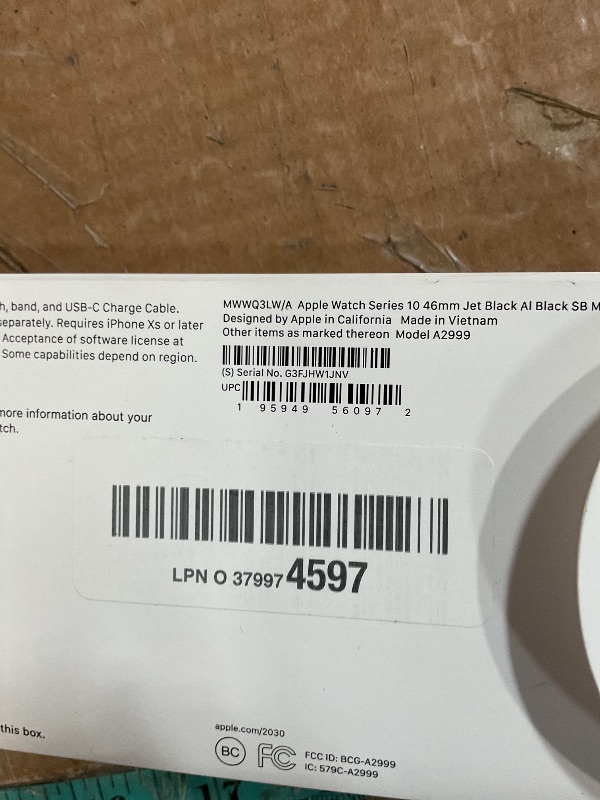 h, band, and USB-C Charge Cable.
separately. Requires iPhone Xs or later
Acceptance of software license at
Some capabilities depend on region.
more information about your
tch.
MWWQ3LW/A Apple Watch Series 10 46mm Jet Black Al Black SB M
Designed by Apple in California Made in Vietnam
Other items as marked thereon Model A2999
(S) Serial No. G3FJHW1JNV
UPC
1 95949 56097 2
LPN O 379974597
this box.
apple.com/2030
BC FC FCC ID: BCG-A2999
IC: 579C-A2999
17